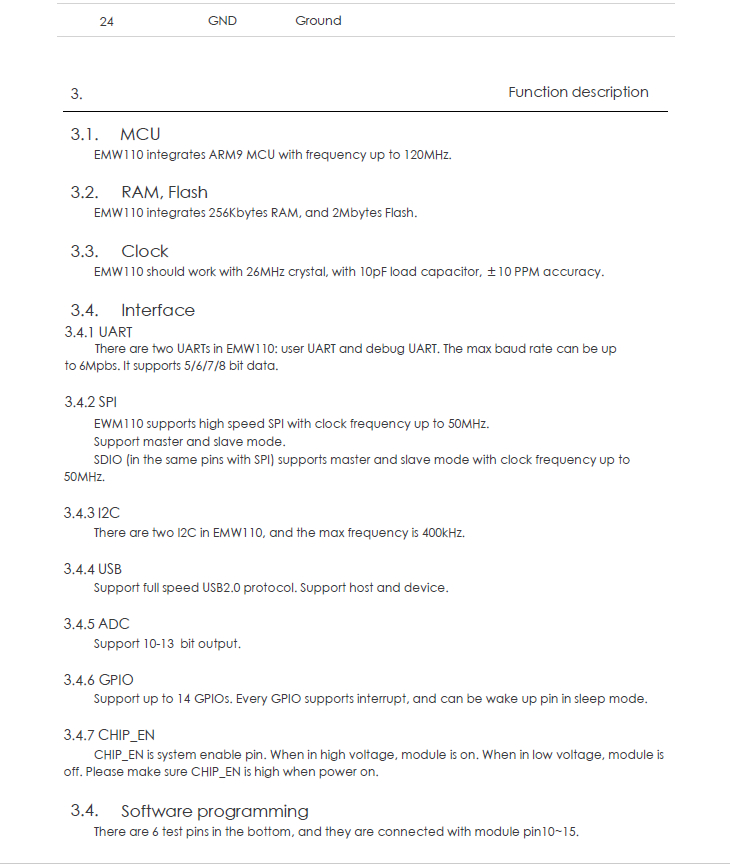 24 GND Ground
3. Function description
3.1. MCU
EMW110 integrates ARM9 MCU with frequency up to 120MHz.
3.2. RAM, Flash
EMW110 integrates 256Kbytes RAM, and 2Mbytes Flash.
3.3. Clock
EMW110 should work with 26MHz crystal, with 10pF load capacitor, ±10 PPM accuracy.
3.4. Interface
3.4.1 UART
There are two UARTs in EMW110: user UART and debug UART. The max baud rate can be up
to 6Mpbs. It supports 5/6/7/8 bit data.
3.4.2 SPI
EWM110 supports high speed SPI with clock frequency up to 50MHz.
Support master and slave mode.
SDIO (in the same pins with SPI) supports master and slave mode with clock frequency up to
50MHz.
3.4.3 I2C
There are two I2C in EMW110, and the max frequency is 400kHz.
3.4.4 USB
Support full speed USB2.0 protocol. Support host and device.
3.4.5 ADC
Support 10-13 bit output.
3.4.6 GPIO
Support up to 14 GPIOs. Every GPIO supports interrupt, and can be wake up pin in sleep mode.
3.4.7 CHIP_EN
CHIP_EN is system enable pin. When in high voltage, module is on. When in low voltage, module is
off. Please make sure CHIP_EN is high when power on.
3.4. Software programming
There are 6 test pins in the bottom, and they are connected with module pin10~15.